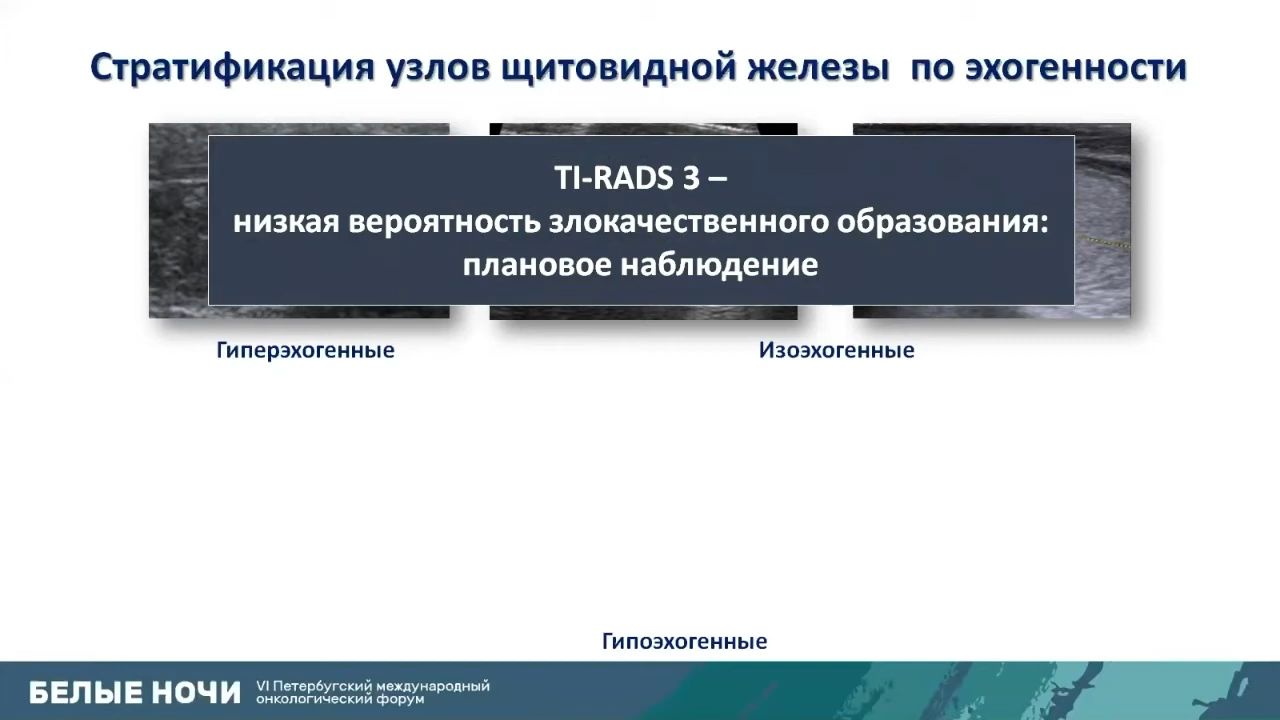 Стратификация узлов щитовидной железы по эхогенности
TI-RADS 3 –
низкая вероятность злокачественного образования:
плановое наблюдение
Гиперэхогенные
Изоэхогенные
Гипоэхогенные
БЕЛЫЕ НОЧИ
VI Петербургский международный
онкологический форум